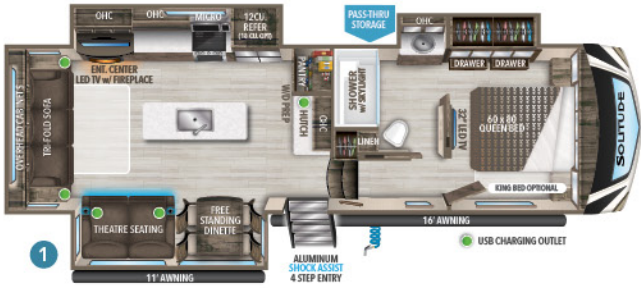 OHC
OHC
MICRO
12CU.
REFER
(16 CU. OPT)
PASS-THRU
STORAGE
OHC
DRAWER
DRAWER
ENT. CENTER
LED TV w/ FIREPLACE
PANTRY
W/D PREP
HUTCH
OHC
SHOWER
w/ SKYLIGHT
LINEN
32" LED TV
60 x 80
QUEEN BED
SOLITUDE
OVERHEAD CABINETS
TRI-FOLD SOFA
KING BED OPTIONAL
THEATRE SEATING
FREE
STANDING
DINETTE
16' AWNING
USB CHARGING OUTLET
ALUMINUM
SHOCK ASSIST
4 STEP ENTRY
1
11' AWNING